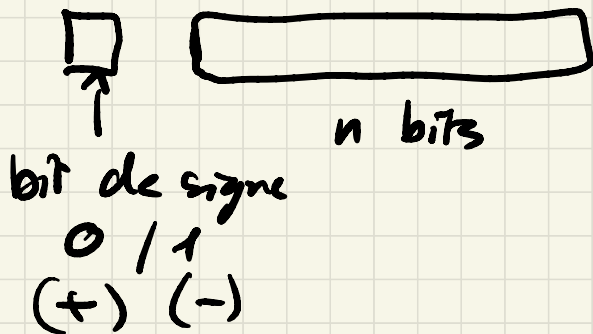 n bits
bit de signe
0 / 1
(+) (-)